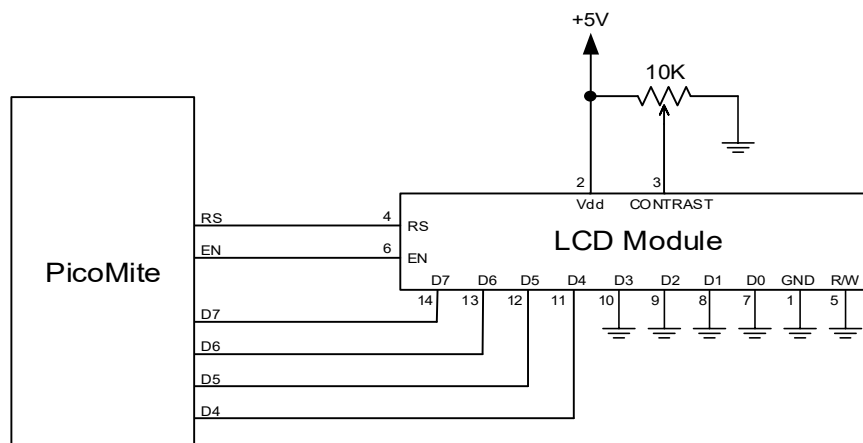 +5V
10K
2 3
Vdd CONTRAST
RS 4 RS
LCD Module
EN 6 EN
PicoMite
D7 D6 D5 D4 D3 D2 D1 D0 GND R/W
14 13 12 11 10 9 8 7 1 5
D7
D6
D5
D4